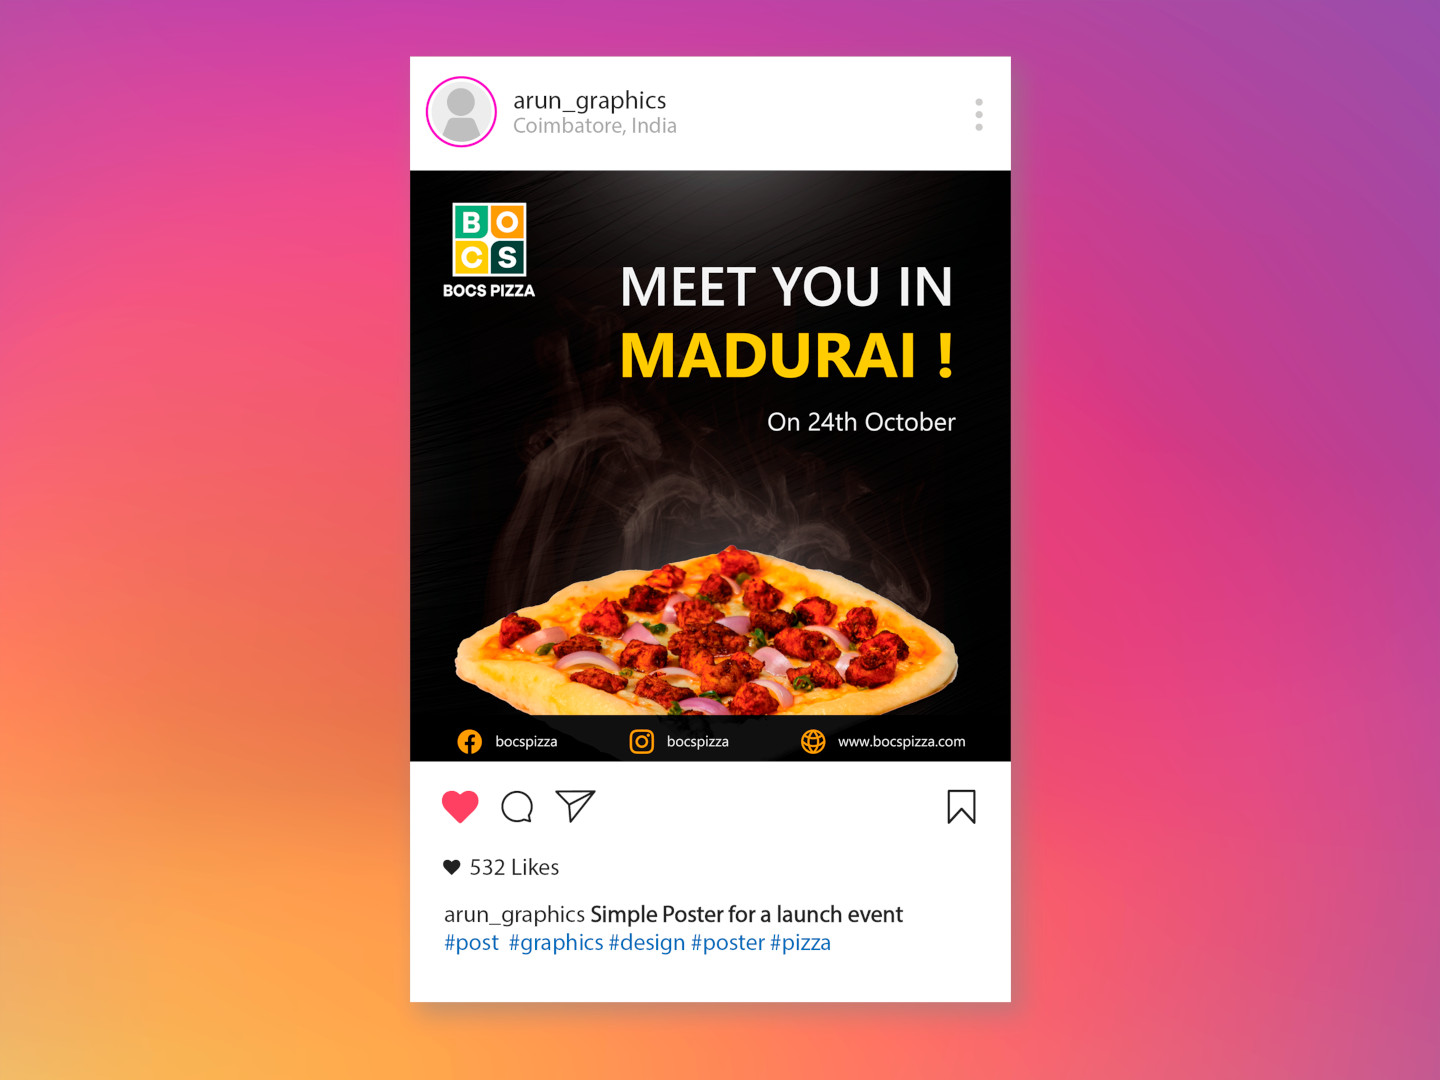 arun_graphics
Coimbatore, India
B O
C S
BOCS PIZZA
MEET YOU IN
MADURAI !
On 24th October
bocspizza bocspizza www.bocspizza.com
532 Likes
arun_graphics Simple Poster for a launch event
#post #graphics #design #poster #pizza